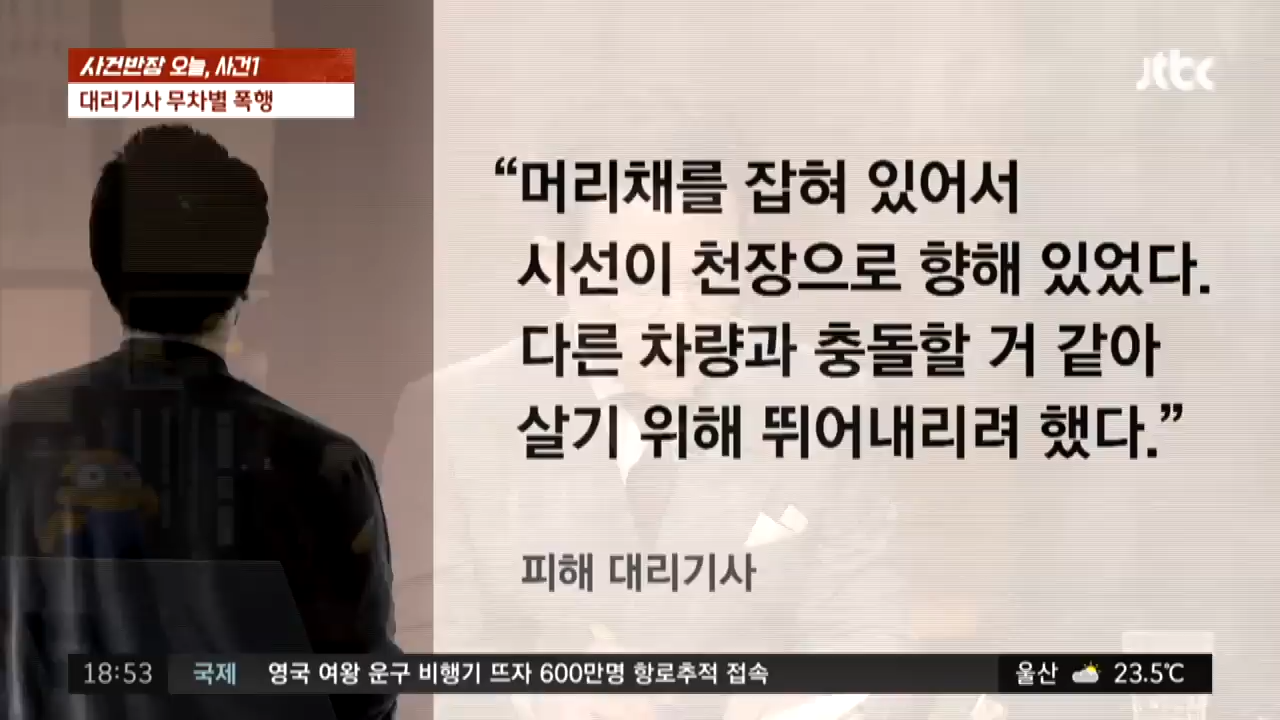 사건반장 오늘, 사건1
대리기사 무차별 폭행
jtbc
“머리채를 잡혀 있어서
시선이 천장으로 향해 있었다.
다른 차량과 충돌할 거 같아
살기 위해 뛰어내리려 했다.”
피해 대리기사
18:53 국제 영국 여왕 운구 비행기 뜨자 600만명 항로추적 접속 울산 23.5℃